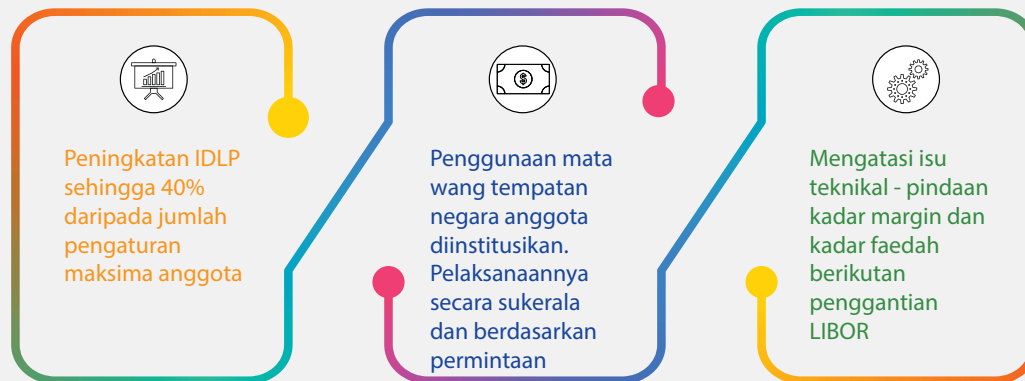 Peningkatan IDLP
sehingga 40%
daripada jumlah
pengaturan
maksima anggota
Penggunaan mata
wang tempatan
negara anggota
diinstitusikan.
Pelaksanaannya
secara sukerala
dan berdasarkan
permintaan
Mengatasi isu
teknikal - pindaan
kadar margin dan
kadar faedah
berikutan
penggantian
LIBOR